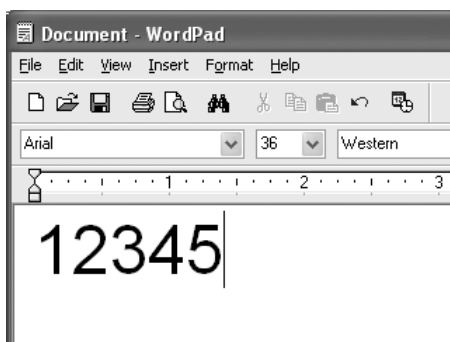 Document - WordPad
File Edit View Insert Format Help
Arial 36 Western
1 2 3
12345